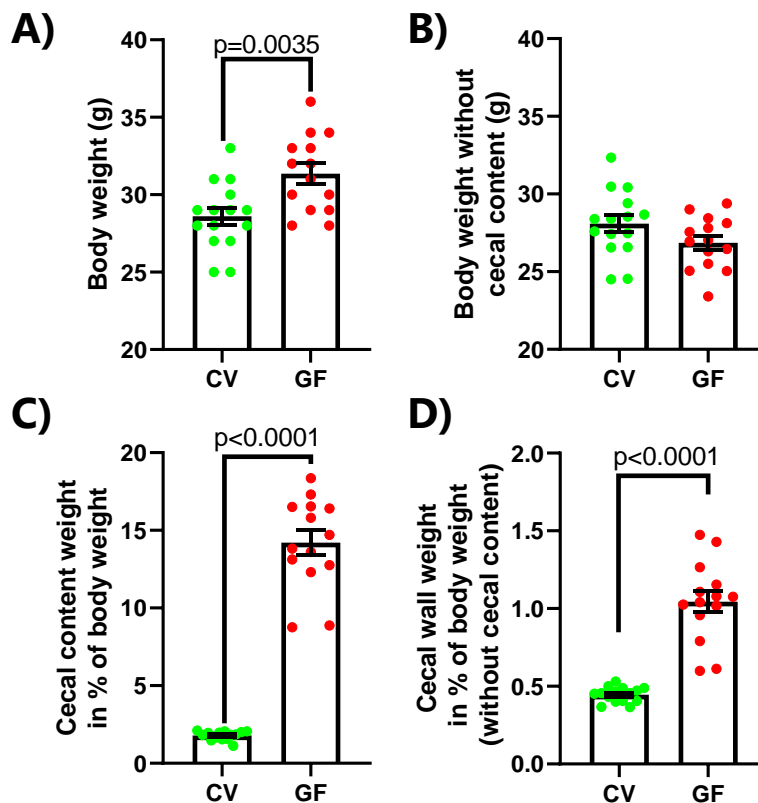 A)
p=0.0035
Body weight (g)
40
35
30
25
20
CV
GF
B)
Body weight without
cecal content (g)
40
35
30
25
20
CV
GF
C)
p<0.0001
Cecal content weight
in % of body weight
20
15
10
5
0
CV
GF
D)
p<0.0001
Cecal wall weight
in % of body weight
(without cecal content)
2.0
1.5
1.0
0.5
0.0
CV
GF